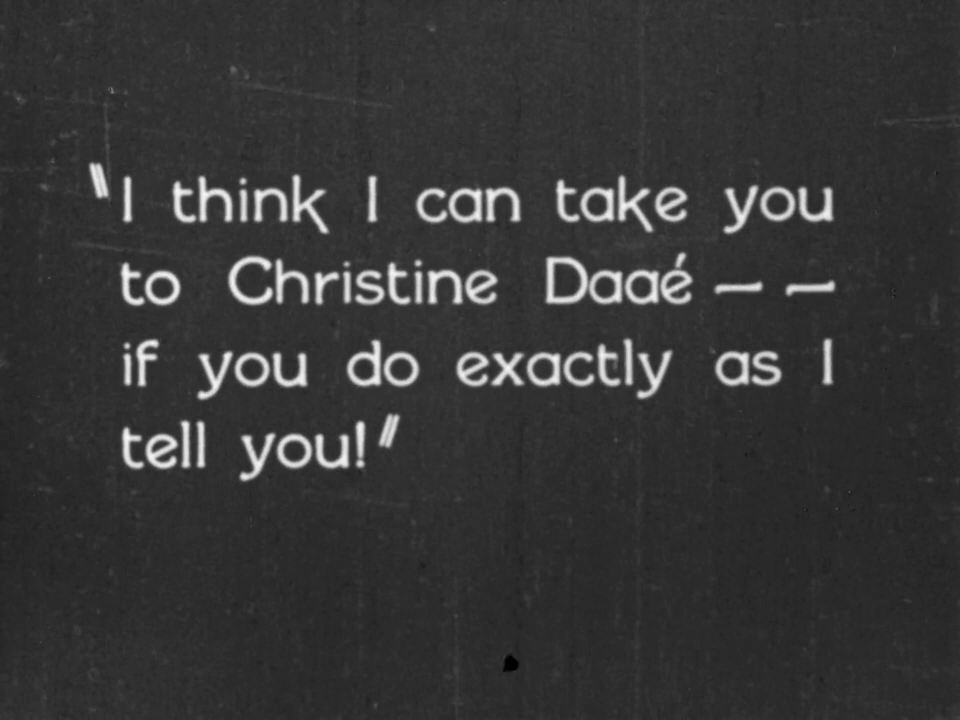 "I think I can take you
to Christine Daaé — —
if you do exactly as I
tell you!"